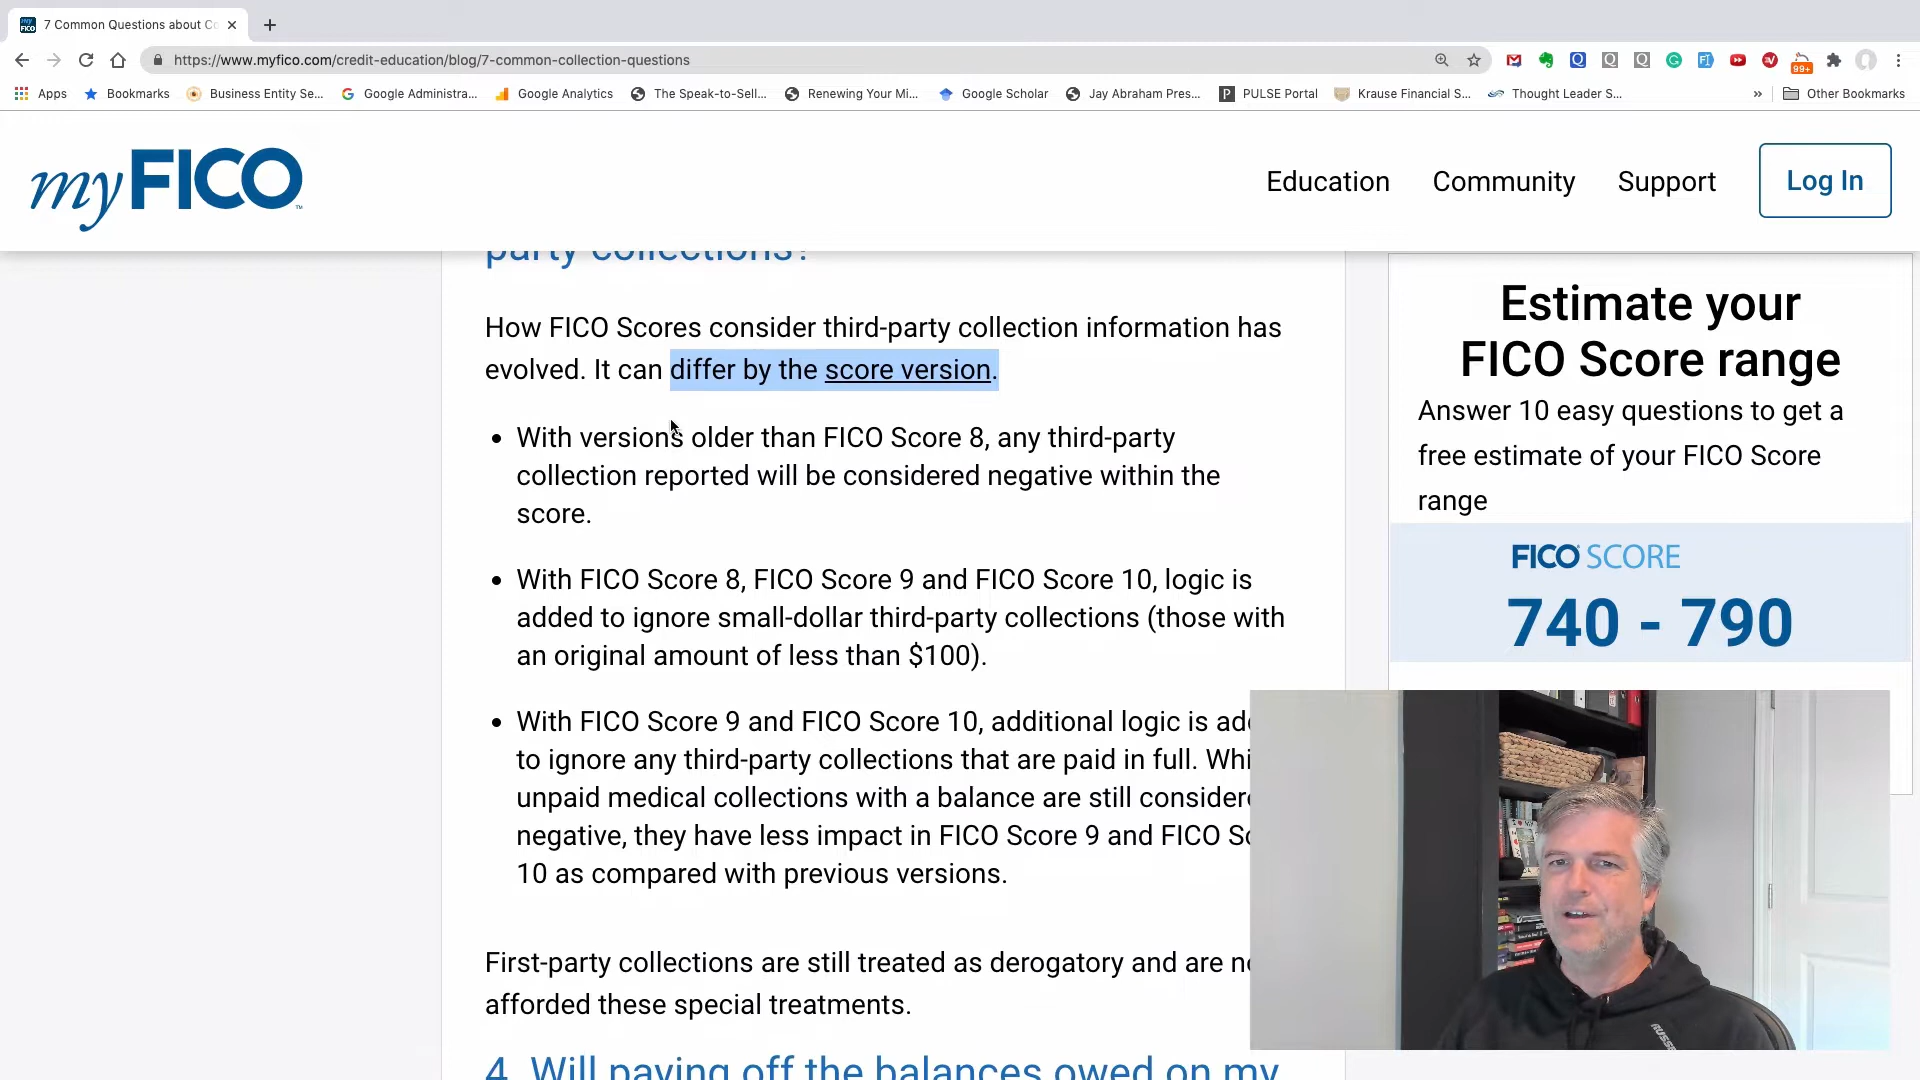 my FICO
7 Common Questions about Co
https://www.myfico.com/credit-education/blog/7-common-collection-questions
99+
Apps
Bookmarks
Business Entity Se...
Google Administra...
Google Analytics
The Speak-to-Sell...
Renewing Your Mi...
Google Scholar
Jay Abraham Pres...
P PULSE Portal
Krause Financial S...
Thought Leader S...
»
Other Bookmarks
myFICO™
Education
Community
Support
Log In
party collections?
How FICO Scores consider third-party collection information has
evolved. It can differ by the score version.
• With versions older than FICO Score 8, any third-party
collection reported will be considered negative within the
score.
• With FICO Score 8, FICO Score 9 and FICO Score 10, logic is
added to ignore small-dollar third-party collections (those with
an original amount of less than $100).
• With FICO Score 9 and FICO Score 10, additional logic is ad
to ignore any third-party collections that are paid in full. Whi
unpaid medical collections with a balance are still consider
negative, they have less impact in FICO Score 9 and FICO S
10 as compared with previous versions.
First-party collections are still treated as derogatory and are n
afforded these special treatments.
4. Will paying off the balances owed on my
Estimate your
FICO Score range
Answer 10 easy questions to get a
free estimate of your FICO Score
range
FICO SCORE
740 - 790